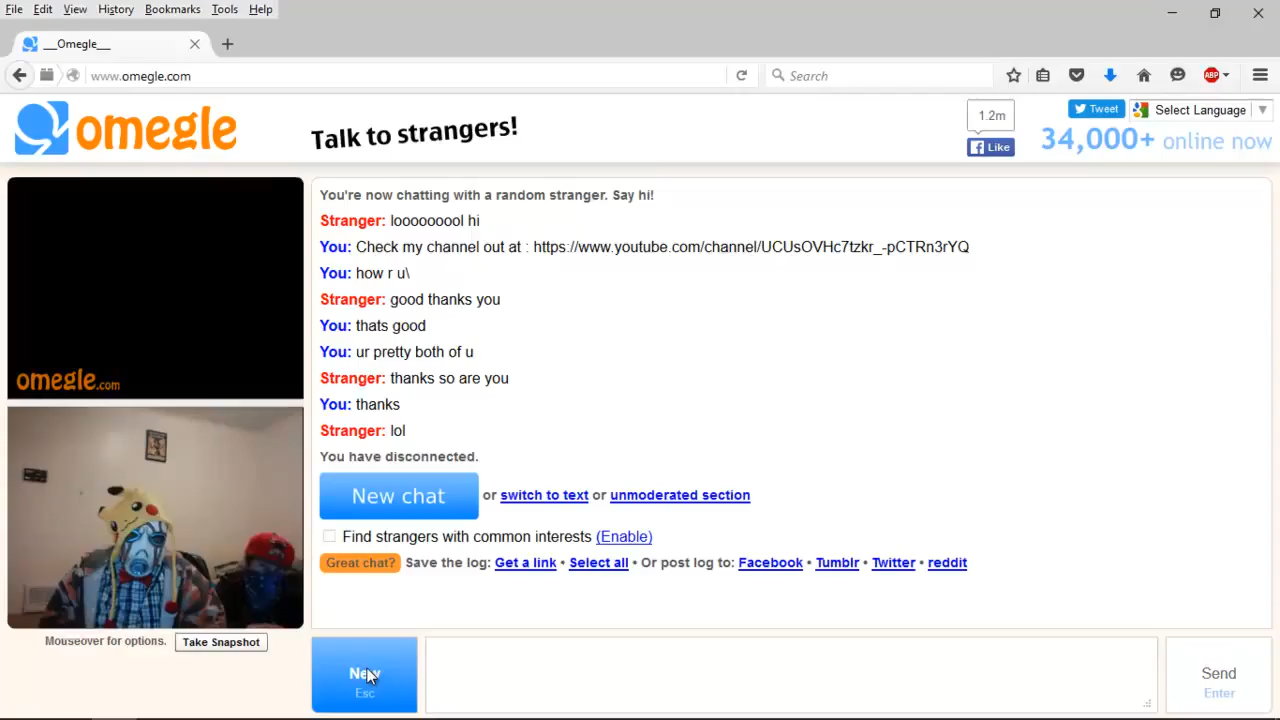 File Edit View History Bookmarks Tools Help
__Omegle__
www.omegle.com
Search
ABP
omegle
Talk to strangers!
1.2m
Like
Tweet
Select Language
34,000+ online now
omegle.com
You're now chatting with a random stranger. Say hi!
Stranger: looooooool hi
You: Check my channel out at : https://www.youtube.com/channel/UCUsOVHc7tzkr_-pCTRn3rYQ
You: how r u\
Stranger: good thanks you
You: thats good
You: ur pretty both of u
Stranger: thanks so are you
You: thanks
Stranger: lol
You have disconnected.
New chat or switch to text or unmoderated section
Find strangers with common interests (Enable)
Great chat? Save the log: Get a link • Select all • Or post log to: Facebook • Tumblr • Twitter • reddit
Mouseover for options. Take Snapshot
New
Esc
Send
Enter